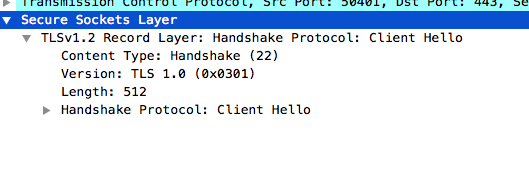 Transmission Control Protocol, Src Port: 50401, Dst Port: 443, Se
Secure Sockets Layer
TLSv1.2 Record Layer: Handshake Protocol: Client Hello
Content Type: Handshake (22)
Version: TLS 1.0 (0x0301)
Length: 512
Handshake Protocol: Client Hello